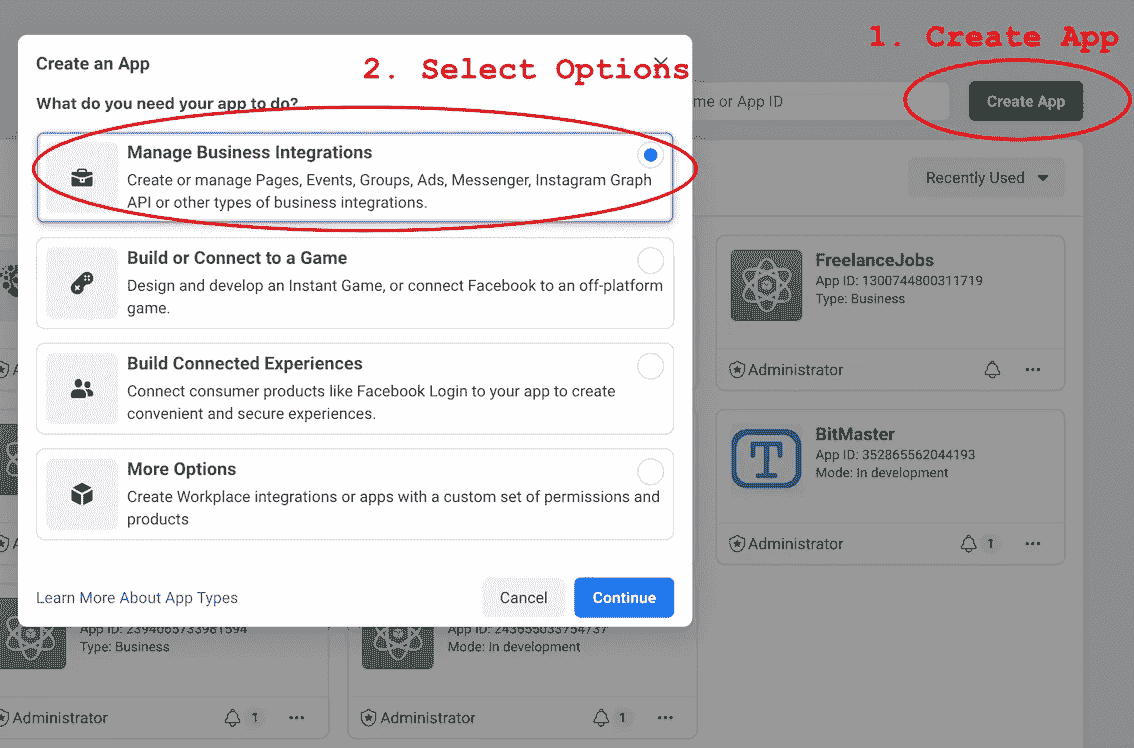 1. Create App
Create an App
2. Select Options
What do you need your app to do?
me or App ID
Create App
Manage Business Integrations
Create or manage Pages, Events, Groups, Ads, Messenger, Instagram Graph
API or other types of business integrations.
Recently Used
Build or Connect to a Game
Design and develop an Instant Game, or connect Facebook to an off-platform
game.
FreelanceJobs
App ID: 1300744800311719
Type: Business
Build Connected Experiences
Connect consumer products like Facebook Login to your app to create
convenient and secure experiences.
Administrator
BitMaster
App ID: 352865562044193
Mode: In development
More Options
Create Workplace integrations or apps with a custom set of permissions and
products
Administrator
1
Learn More About App Types
Cancel
Continue
App ID: 2394065733981594
Type: Business
App ID: 243655033754737
Mode: In development
Administrator
1
Administrator
1